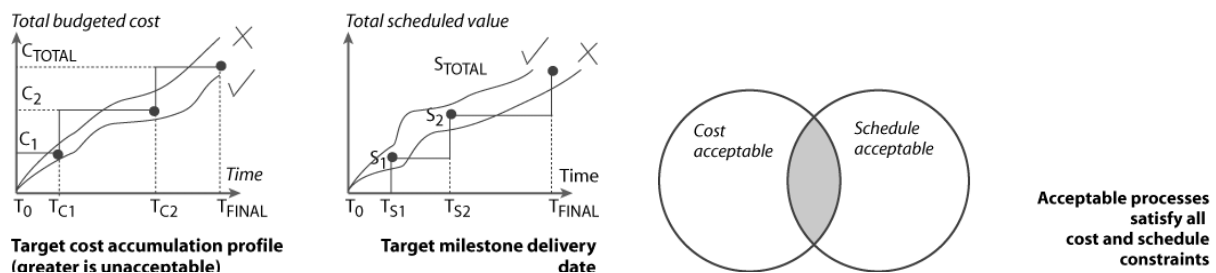 Total budgeted cost
C_TOTAL
C_2
C_1
Time
T_0 T_C1 T_C2 T_FINAL
Target cost accumulation profile
(greater is unacceptable)
Total scheduled value
S_TOTAL
S_2
S_1
Time
T_0 T_S1 T_S2 T_FINAL
Target milestone delivery
date
Cost
acceptable
Schedule
acceptable
Acceptable processes
satisfy all
cost and schedule
constraints